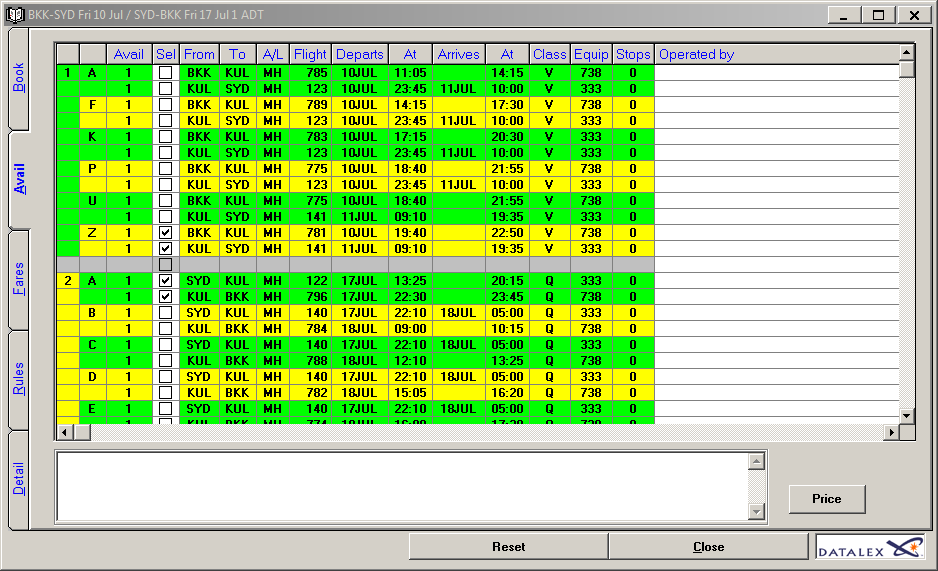 BKK-SYD Fri 10 Jul / SYD-BKK Fri 17 Jul 1 ADT
Book
Avail
Fares
Rules
Detail
Avail Sel From To A/L Flight Departs At Arrives At Class Equip Stops Operated by
1 A 1 BKK KUL MH 785 10JUL 11:05 14:15 V 738 0
1 KUL SYD MH 123 10JUL 23:45 11JUL 10:00 V 333 0
F 1 BKK KUL MH 789 10JUL 14:15 17:30 V 738 0
1 KUL SYD MH 123 10JUL 23:45 11JUL 10:00 V 333 0
K 1 BKK KUL MH 783 10JUL 17:15 20:30 V 738 0
1 KUL SYD MH 123 10JUL 23:45 11JUL 10:00 V 333 0
P 1 BKK KUL MH 775 10JUL 18:40 21:55 V 738 0
1 KUL SYD MH 123 10JUL 23:45 11JUL 10:00 V 333 0
U 1 BKK KUL MH 775 10JUL 18:40 21:55 V 738 0
1 KUL SYD MH 141 11JUL 09:10 19:35 V 333 0
Z 1 BKK KUL MH 781 10JUL 19:40 22:50 V 738 0
1 KUL SYD MH 141 11JUL 09:10 19:35 V 333 0
2 A 1 SYD KUL MH 122 17JUL 13:25 20:15 Q 333 0
1 KUL BKK MH 796 17JUL 22:30 23:45 Q 738 0
B 1 SYD KUL MH 140 17JUL 22:10 18JUL 05:00 Q 333 0
1 KUL BKK MH 784 18JUL 09:00 10:15 Q 738 0
C 1 SYD KUL MH 140 17JUL 22:10 18JUL 05:00 Q 333 0
1 KUL BKK MH 788 18JUL 12:10 13:25 Q 738 0
D 1 SYD KUL MH 140 17JUL 22:10 18JUL 05:00 Q 333 0
1 KUL BKK MH 782 18JUL 15:05 16:20 Q 738 0
E 1 SYD KUL MH 140 17JUL 22:10 18JUL 05:00 Q 333 0
Price
Reset
Close
DATALEX